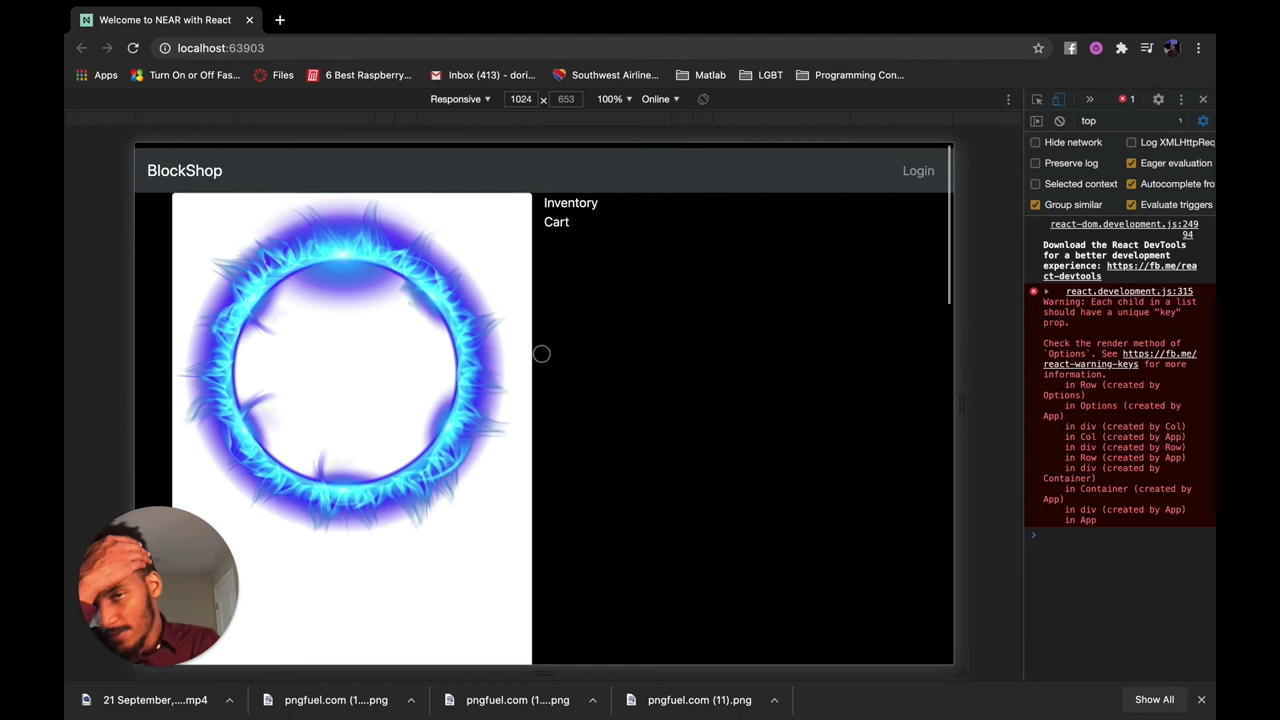 Welcome to NEAR with React
localhost:63903
Apps
Turn On or Off Fas...
Files
6 Best Raspberry...
Inbox (413) – dori...
Southwest Airline...
Matlab
LGBT
Programming Con...
Responsive
1024
×
653
100%
Online
1
top
Hide network
Log XMLHttpReq
Preserve log
Eager evaluation
Selected context
Autocomplete fro
Group similar
Evaluate triggers
BlockShop
Login
Inventory
Cart
react-dom.development.js:249
94
Download the React DevTools
for a better development
experience: https://fb.me/rea
ct-devtools
react.development.js:315
Warning: Each child in a list
should have a unique "key"
prop.
Check the render method of
`Options`. See https://fb.me/
react-warning-keys for more
information.
in Row (created by
Options)
in Options (created by
App)
in div (created by Col)
in Col (created by App)
in div (created by Row)
in Row (created by App)
in div (created by
Container)
in Container (created by
App)
in div (created by App)
in App
21 September,....mp4
pngfuel.com (1....png
pngfuel.com (1....png
pngfuel.com (11).png
Show All